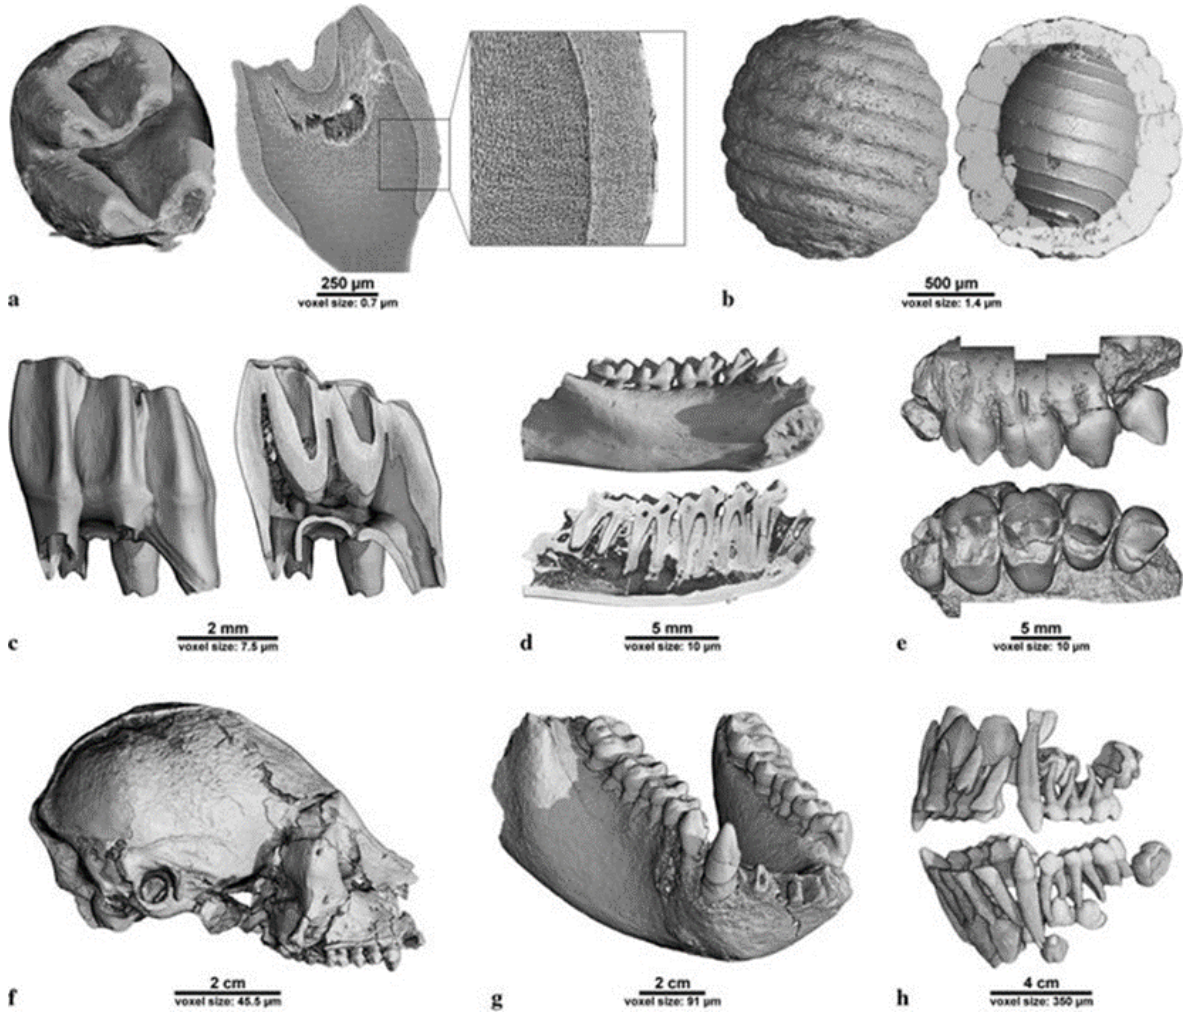 250 µm
voxel size: 0.7 µm
a
500 µm
voxel size: 1.4 µm
b
2 mm
voxel size: 7.5 µm
c
5 mm
voxel size: 10 µm
d
5 mm
voxel size: 10 µm
e
2 cm
voxel size: 45.5 µm
f
2 cm
voxel size: 91 µm
g
4 cm
voxel size: 350 µm
h